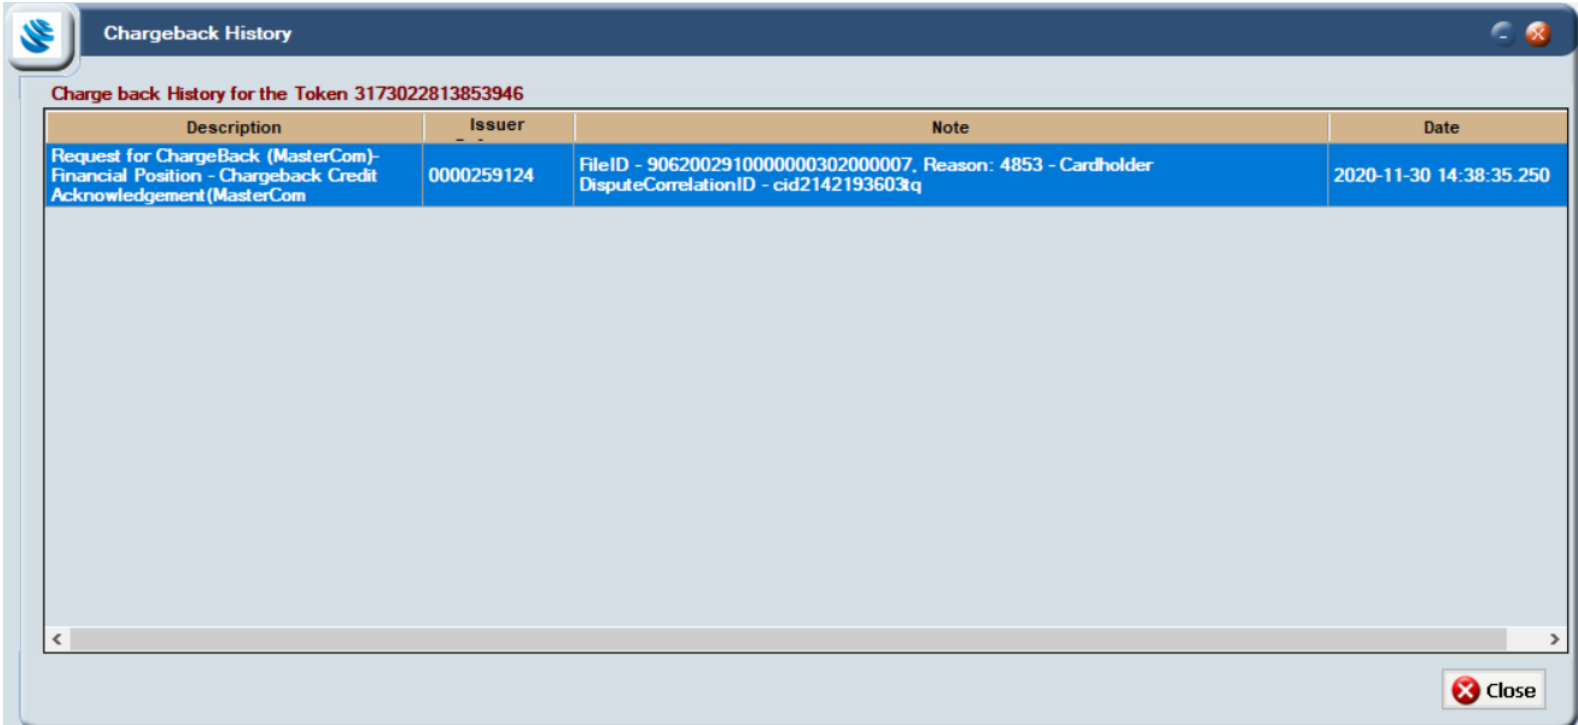 Chargeback History
Charge back History for the Token 3173022813853946
Description
Issuer
Note
Date
Request for ChargeBack (MasterCom)-
Financial Position - Chargeback Credit
Acknowledgement(MasterCom
0000259124
FileID - 9062002910000000302000007, Reason: 4853 - Cardholder
DisputeCorrelationID - cid2142193603tq
2020-11-30 14:38:35.250
Close